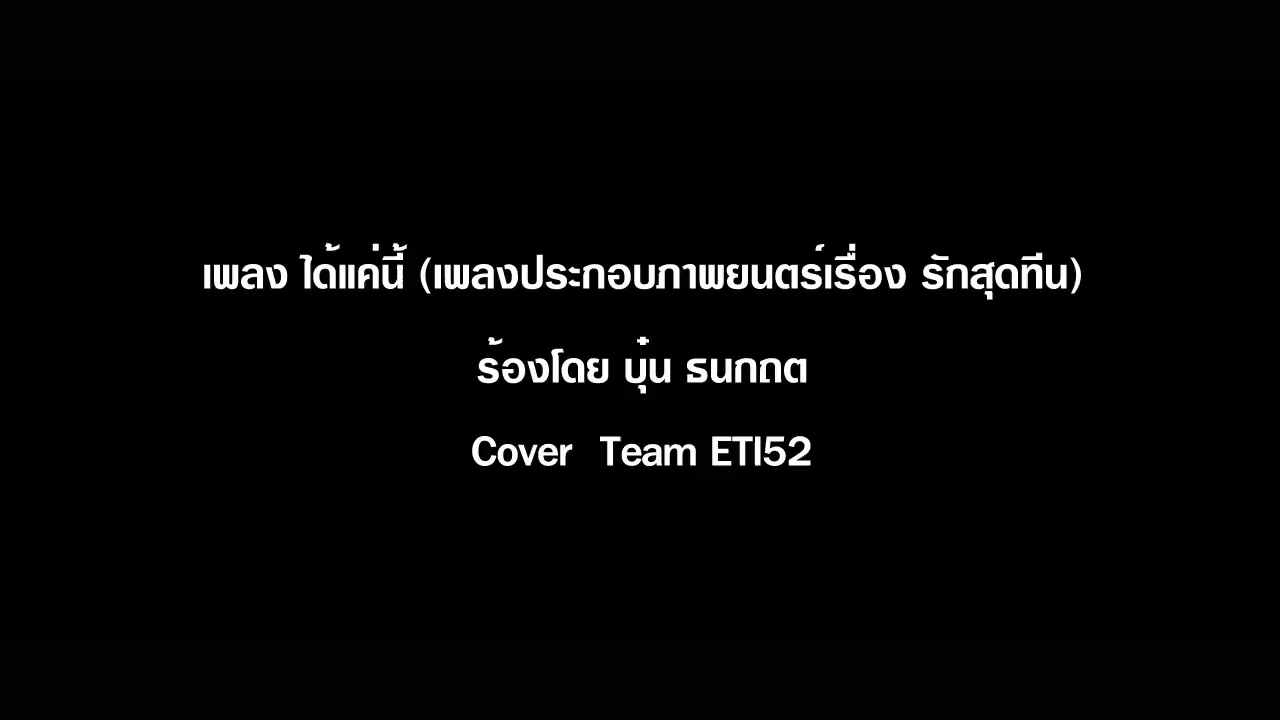 เพลง ได้แค่นี้ (เพลงประกอบภาพยนตร์เรื่อง รักสุดทีน)
ร้องโดย บุ๋น ธนกถต
Cover Team ETI52